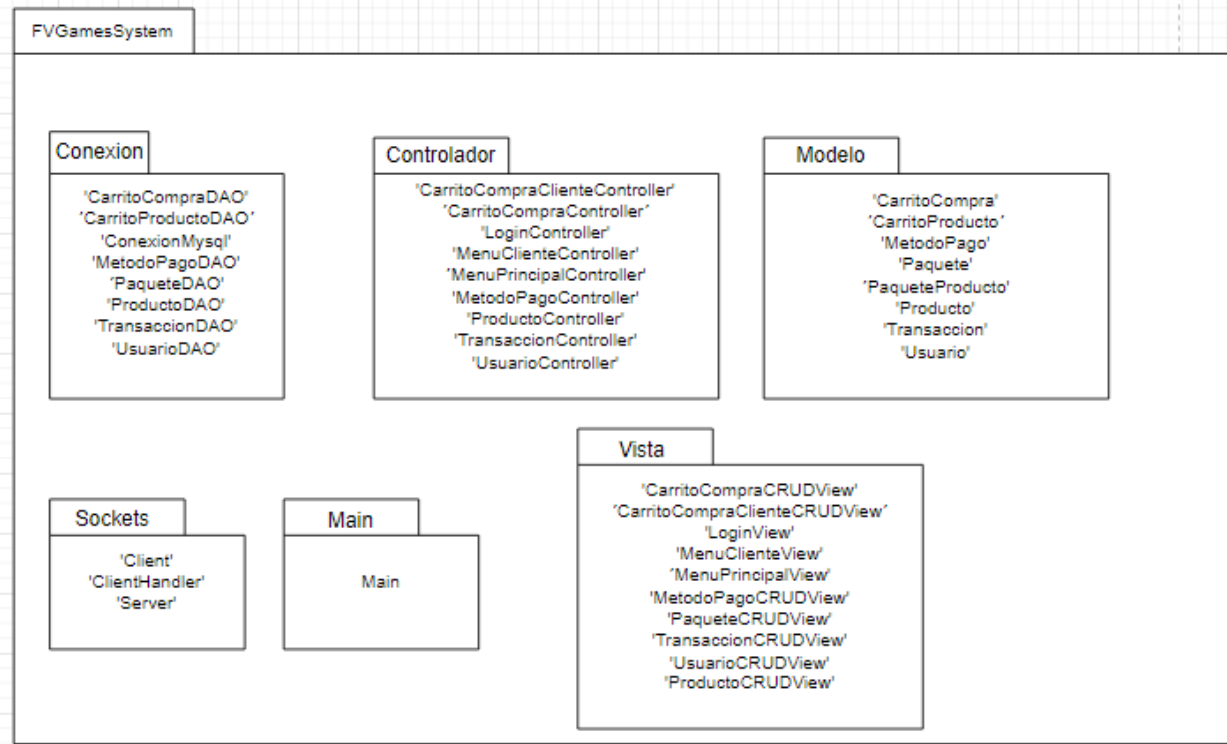 FVGamesSystem
Conexion
'CarritoCompraDAO'
´CarritoProductoDAO´
'ConexionMysql'
'MetodoPagoDAO'
´PaqueteDAO'
'ProductoDAO'
'TransaccionDAO'
'UsuarioDAO'
Controlador
'CarritoCompraClienteController'
´CarritoCompraController´
'LoginController'
'MenuClienteController'
´MenuPrincipalController'
'MetodoPagoController'
'ProductoController'
'TransaccionController'
'UsuarioController'
Modelo
'CarritoCompra'
´CarritoProducto´
'MetodoPago'
'Paquete'
´PaqueteProducto'
'Producto'
'Transaccion'
'Usuario'
Sockets
'Client'
'ClientHandler'
'Server'
Main
Main
Vista
'CarritoCompraCRUDView'
´CarritoCompraClienteCRUDView´
'LoginView'
'MenuClienteView'
´MenuPrincipalView'
'MetodoPagoCRUDView'
'PaqueteCRUDView'
'TransaccionCRUDView'
'UsuarioCRUDView'
'ProductoCRUDView'